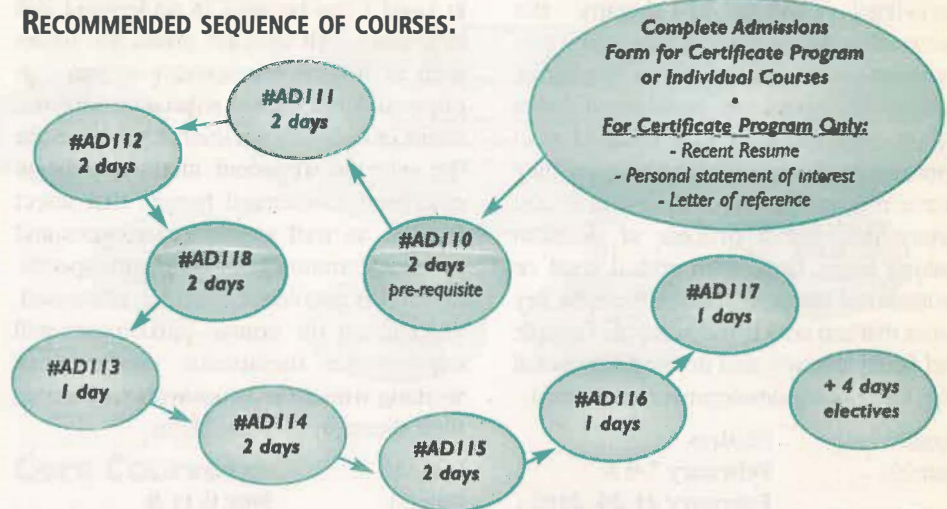 RECOMMENDED SEQUENCE OF COURSES:
Complete Admissions
Form for Certificate Program
or Individual Courses
•
For Certificate Program Only:
- Recent Resume
- Personal statement of interest
- Letter of reference
#AD110
2 days
pre-requisite
#AD111
2 days
#AD112
2 days
#AD118
2 days
#AD113
1 day
#AD114
2 days
#AD115
2 days
#AD116
1 days
#AD117
1 days
+ 4 days
electives